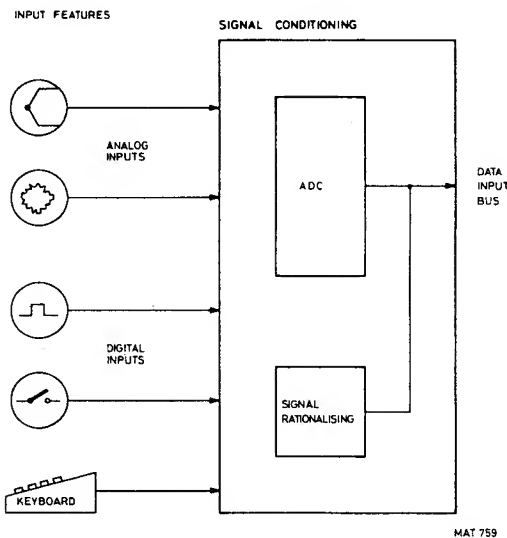 INPUT FEATURES
SIGNAL CONDITIONING
ANALOG
INPUTS
ADC
DATA
INPUT
BUS
DIGITAL
INPUTS
SIGNAL
RATIONALISING
KEYBOARD
MAT 759